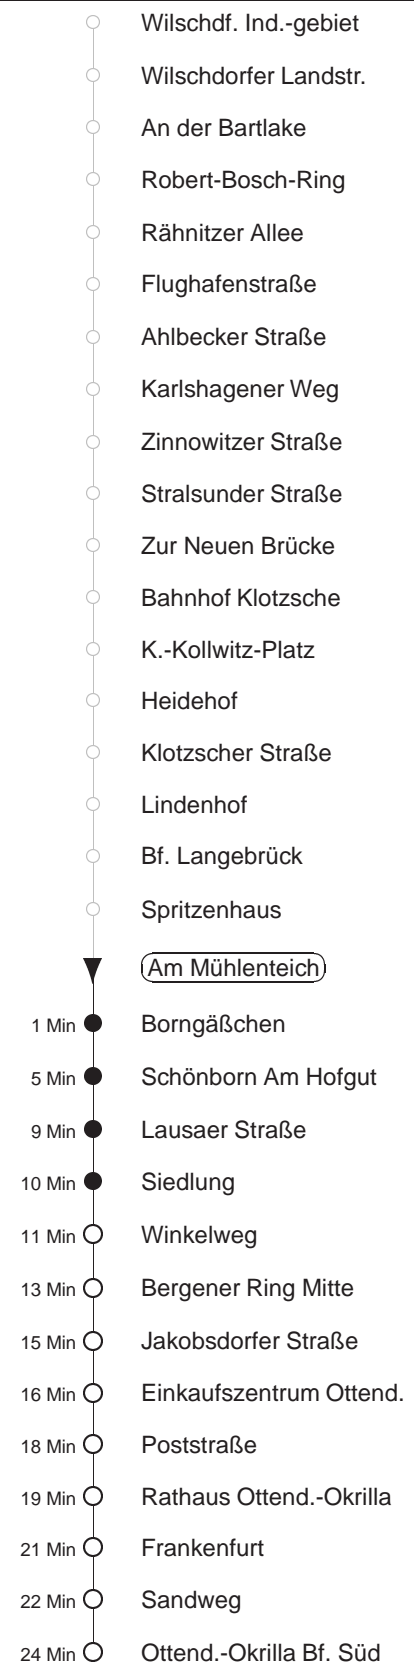 Wilschdf. Ind.-gebiet
Wilschdorfer Landstr.
An der Bartlake
Robert-Bosch-Ring
Rähnitzer Allee
Flughafenstraße
Ahlbecker Straße
Karlshagener Weg
Zinnowitzer Straße
Stralsunder Straße
Zur Neuen Brücke
Bahnhof Klotzsche
K.-Kollwitz-Platz
Heidehof
Klotzscher Straße
Lindenhof
Bf. Langebrück
Spritzenhaus
Am Mühlenteich
1 Min Borngäßchen
5 Min Schönborn Am Hofgut
9 Min Lausaer Straße
10 Min Siedlung
11 Min Winkelweg
13 Min Bergener Ring Mitte
15 Min Jakobsdorfer Straße
16 Min Einkaufszentrum Ottend.
18 Min Poststraße
19 Min Rathaus Ottend.-Okrilla
21 Min Frankenfurt
22 Min Sandweg
24 Min Ottend.-Okrilla Bf. Süd